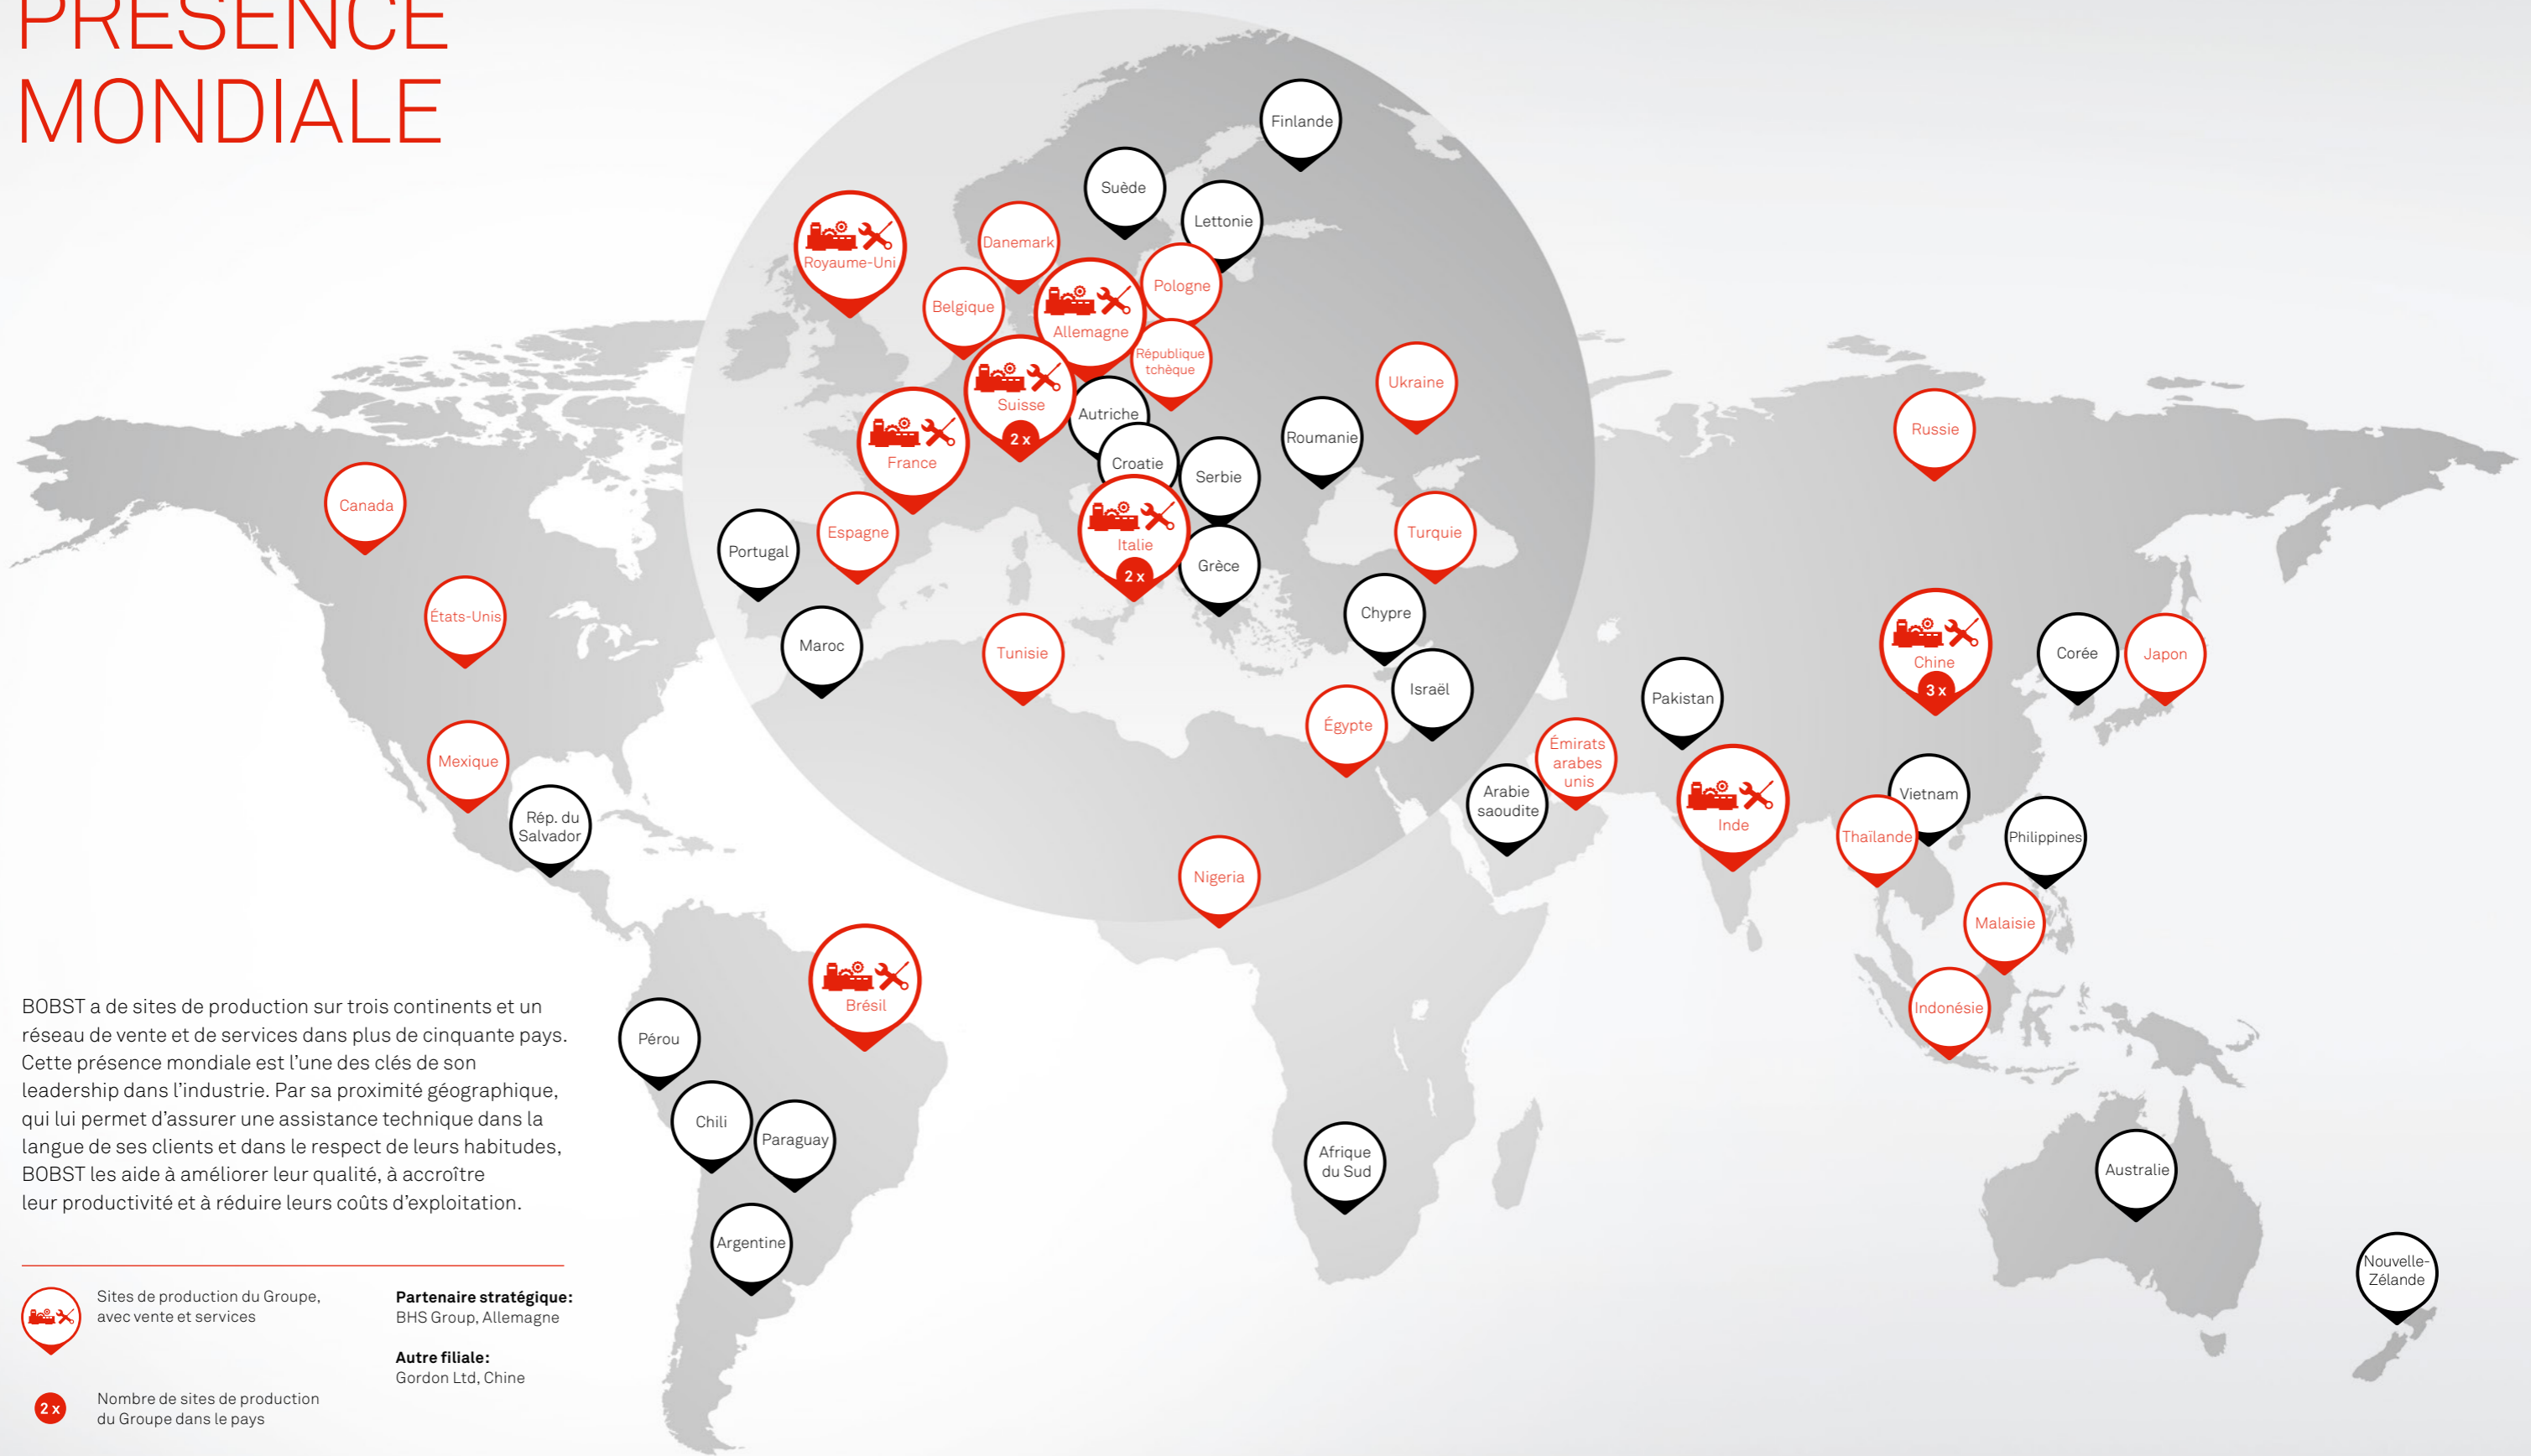 PRÉSENCE
MONDIALE
Finlande
Suède
Lettonie
Royaume-Uni
Danemark
Belgique
Allemagne
Pologne
République
tchèque
Suisse
2 x
Autriche
France
Croatie
Serbie
Roumanie
Ukraine
Russie
Canada
Portugal
Espagne
Italie
2 x
Grèce
Turquie
États-Unis
Maroc
Tunisie
Chypre
Israël
Égypte
Pakistan
Chine
3 x
Corée
Japon
Mexique
Rép. du
Salvador
Émirats
arabes
unis
Arabie
saoudite
Inde
Vietnam
Thaïlande
Philippines
Nigeria
Malaisie
Indonésie
Brésil
Pérou
Chili
Paraguay
Argentine
Afrique
du Sud
Australie
Nouvelle-
Zélande
BOBST a de sites de production sur trois continents et un
réseau de vente et de services dans plus de cinquante pays.
Cette présence mondiale est l'une des clés de son
leadership dans l'industrie. Par sa proximité géographique,
qui lui permet d'assurer une assistance technique dans la
langue de ses clients et dans le respect de leurs habitudes,
BOBST les aide à améliorer leur qualité, à accroître
leur productivité et à réduire leurs coûts d'exploitation.
Sites de production du Groupe,
avec vente et services
2 x
Nombre de sites de production
du Groupe dans le pays
Partenaire stratégique:
BHS Group, Allemagne
Autre filiale:
Gordon Ltd, Chine